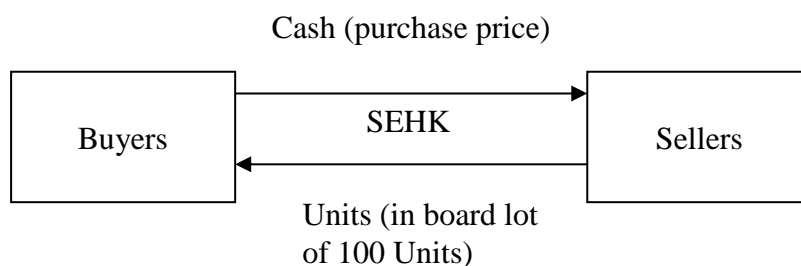 Cash (purchase price)
Buyers
SEHK
Sellers
Units (in board lot
of 100 Units)